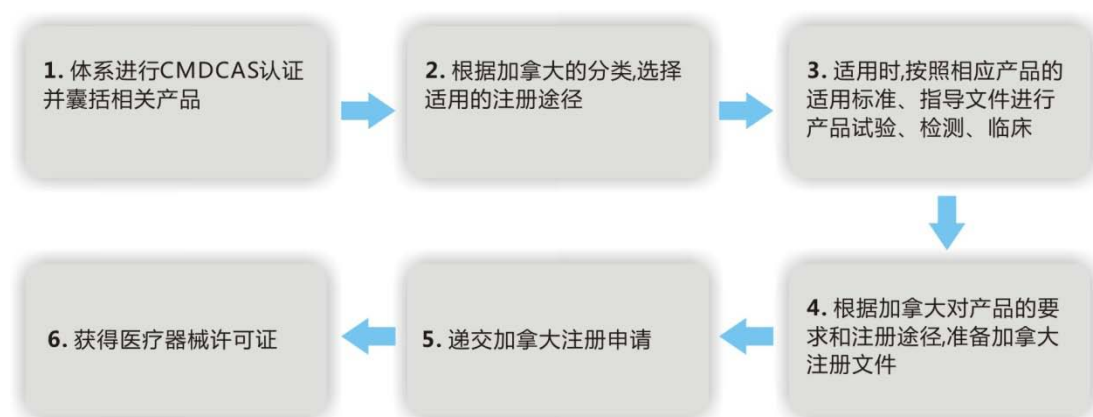 1. 体系进行CMDCAS认证
并囊括相关产品
2. 根据加拿大的分类,选择
适用的注册途径
3. 适用时,按照相应产品的
适用标准、指导文件进行
产品试验、检测、临床
4. 根据加拿大对产品的要
求和注册途径,准备加拿大
注册文件
5. 递交加拿大注册申请
6. 获得医疗器械许可证